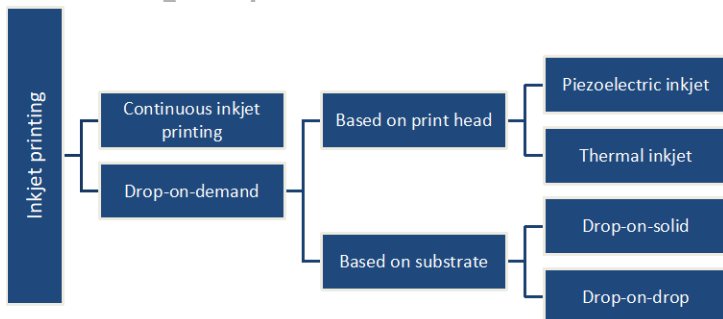 Inkjet printing
Continuous inkjet
printing
Drop-on-demand
Based on print head
Based on substrate
Piezoelectric inkjet
Thermal inkjet
Drop-on-solid
Drop-on-drop